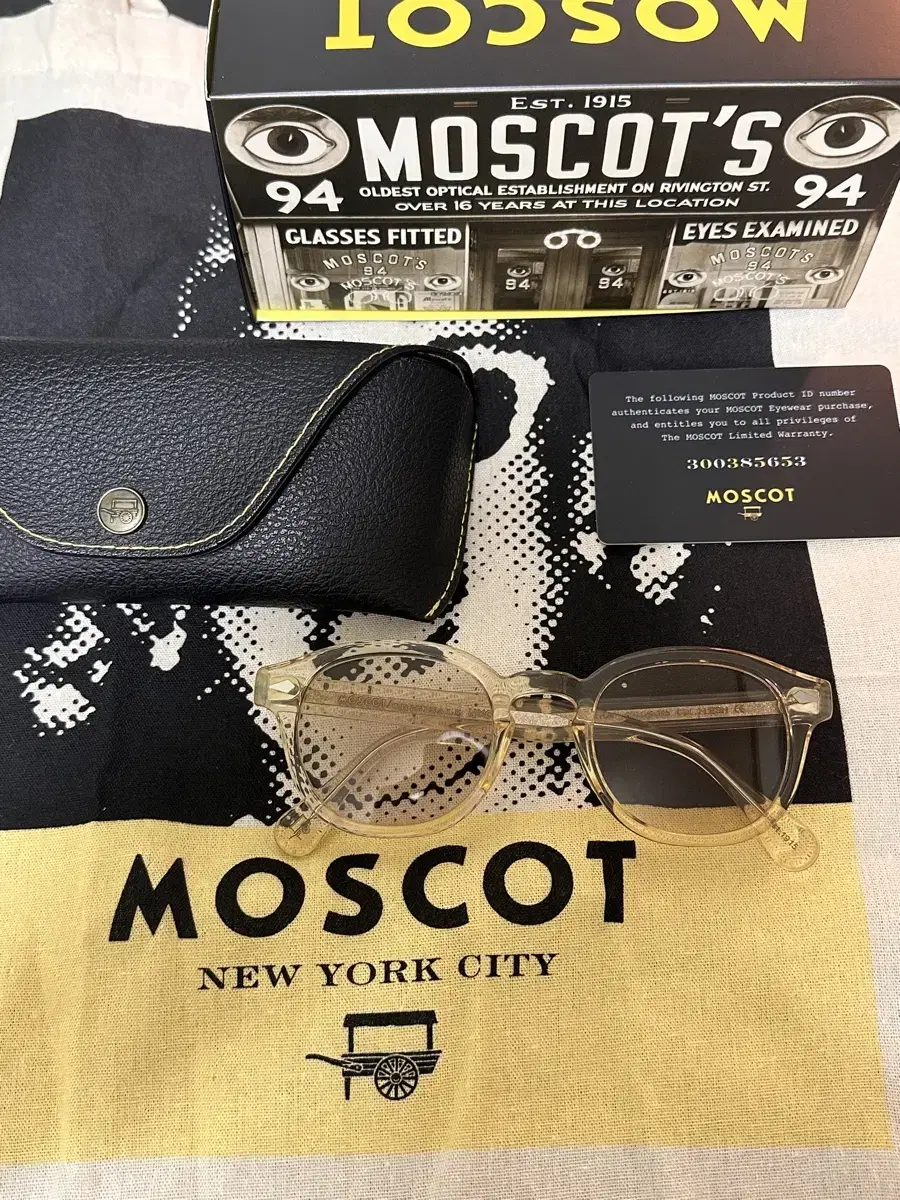 MOSCOT
EST. 1915
MOSCOT'S
94 OLDEST OPTICAL ESTABLISHMENT ON RIVINGTON ST. 94
OVER 16 YEARS AT THIS LOCATION
GLASSES FITTED
EYES EXAMINED
MOSCOT'S
94
MOSCOT'S
94
94
MOSCOT'S
94
MOSCOT'S
The following MOSCOT Product ID number
authenticates your MOSCOT Eyewear purchase,
and entitles you to all privileges of
The MOSCOT Limited Warranty.
300385653
MOSCOT
MOSCOT
NEW YORK CITY